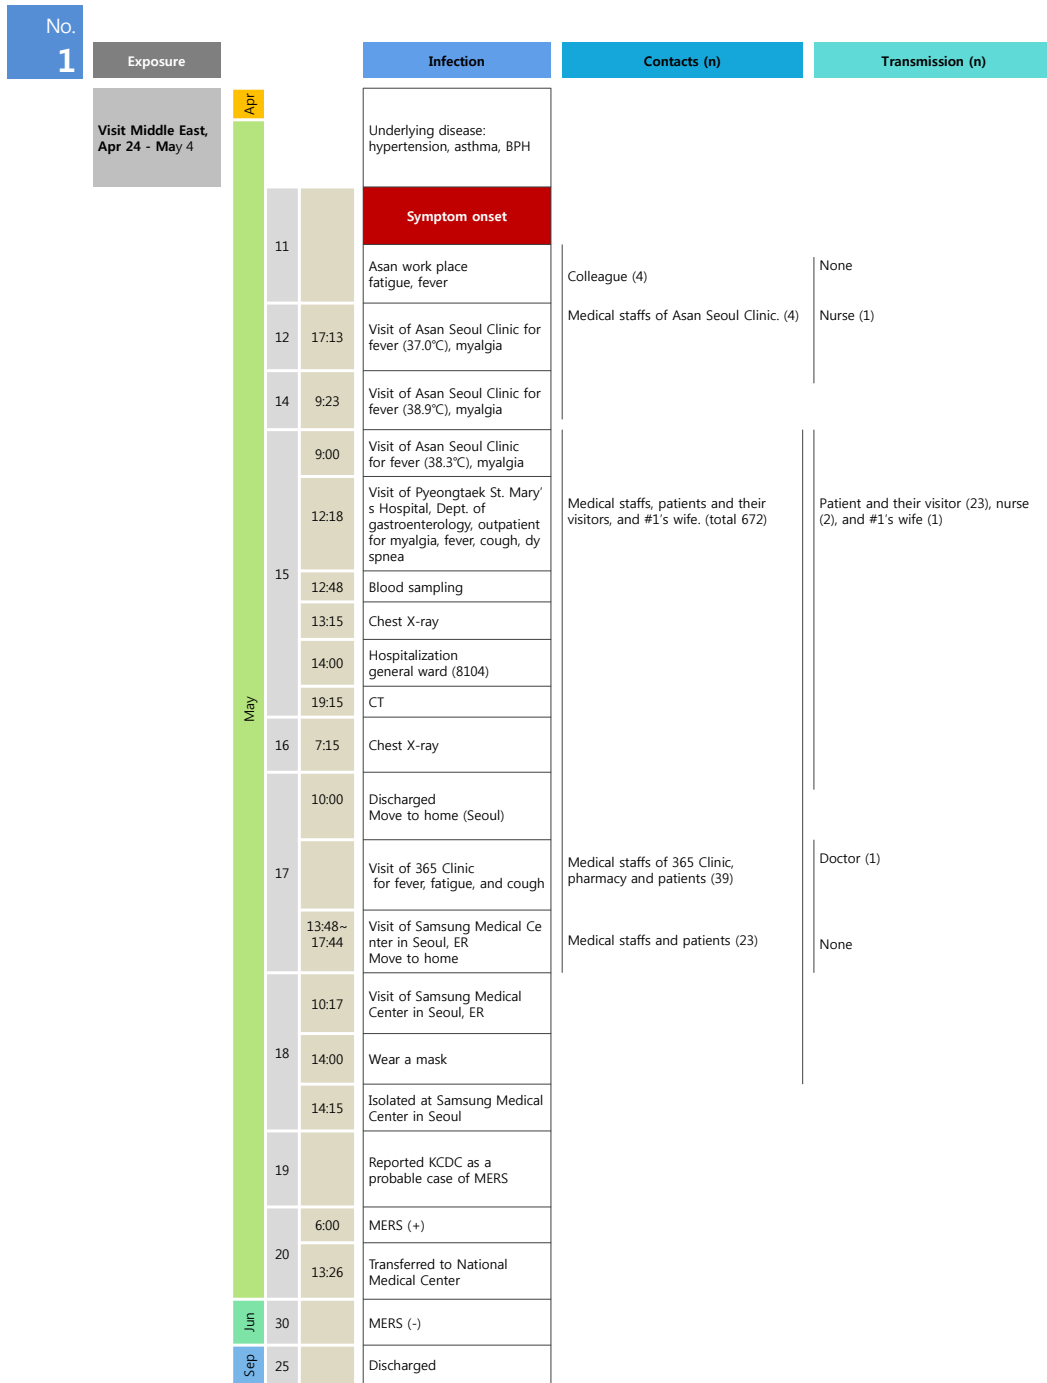 No.
1
Exposure
Infection
Contacts (n)
Transmission (n)
Apr
Visit Middle East,
Apr 24 - May 4
Underlying disease:
hypertension, asthma, BPH
May
11
Symptom onset
Asan work place
fatigue, fever
Colleague (4)
None
12
17:13
Visit of Asan Seoul Clinic for
fever (37.0℃), myalgia
Medical staffs of Asan Seoul Clinic. (4)
Nurse (1)
14
9:23
Visit of Asan Seoul Clinic for
fever (38.9℃), myalgia
15
9:00
Visit of Asan Seoul Clinic
for fever (38.3℃), myalgia
12:18
Visit of Pyeongtaek St. Mary’
s Hospital, Dept. of
gastroenterology, outpatient
for myalgia, fever, cough, dy
spnea
Medical staffs, patients and their
visitors, and #1’s wife. (total 672)
Patient and their visitor (23), nurse
(2), and #1’s wife (1)
12:48
Blood sampling
13:15
Chest X-ray
14:00
Hospitalization
general ward (8104)
19:15
CT
16
7:15
Chest X-ray
17
10:00
Discharged
Move to home (Seoul)
Visit of 365 Clinic
for fever, fatigue, and cough
Medical staffs of 365 Clinic,
pharmacy and patients (39)
Doctor (1)
13:48~
17:44
Visit of Samsung Medical Ce
nter in Seoul, ER
Move to home
Medical staffs and patients (23)
None
18
10:17
Visit of Samsung Medical
Center in Seoul, ER
14:00
Wear a mask
14:15
Isolated at Samsung Medical
Center in Seoul
19
Reported KCDC as a
probable case of MERS
20
6:00
MERS (+)
13:26
Transferred to National
Medical Center
Jun
30
MERS (-)
Sep
25
Discharged